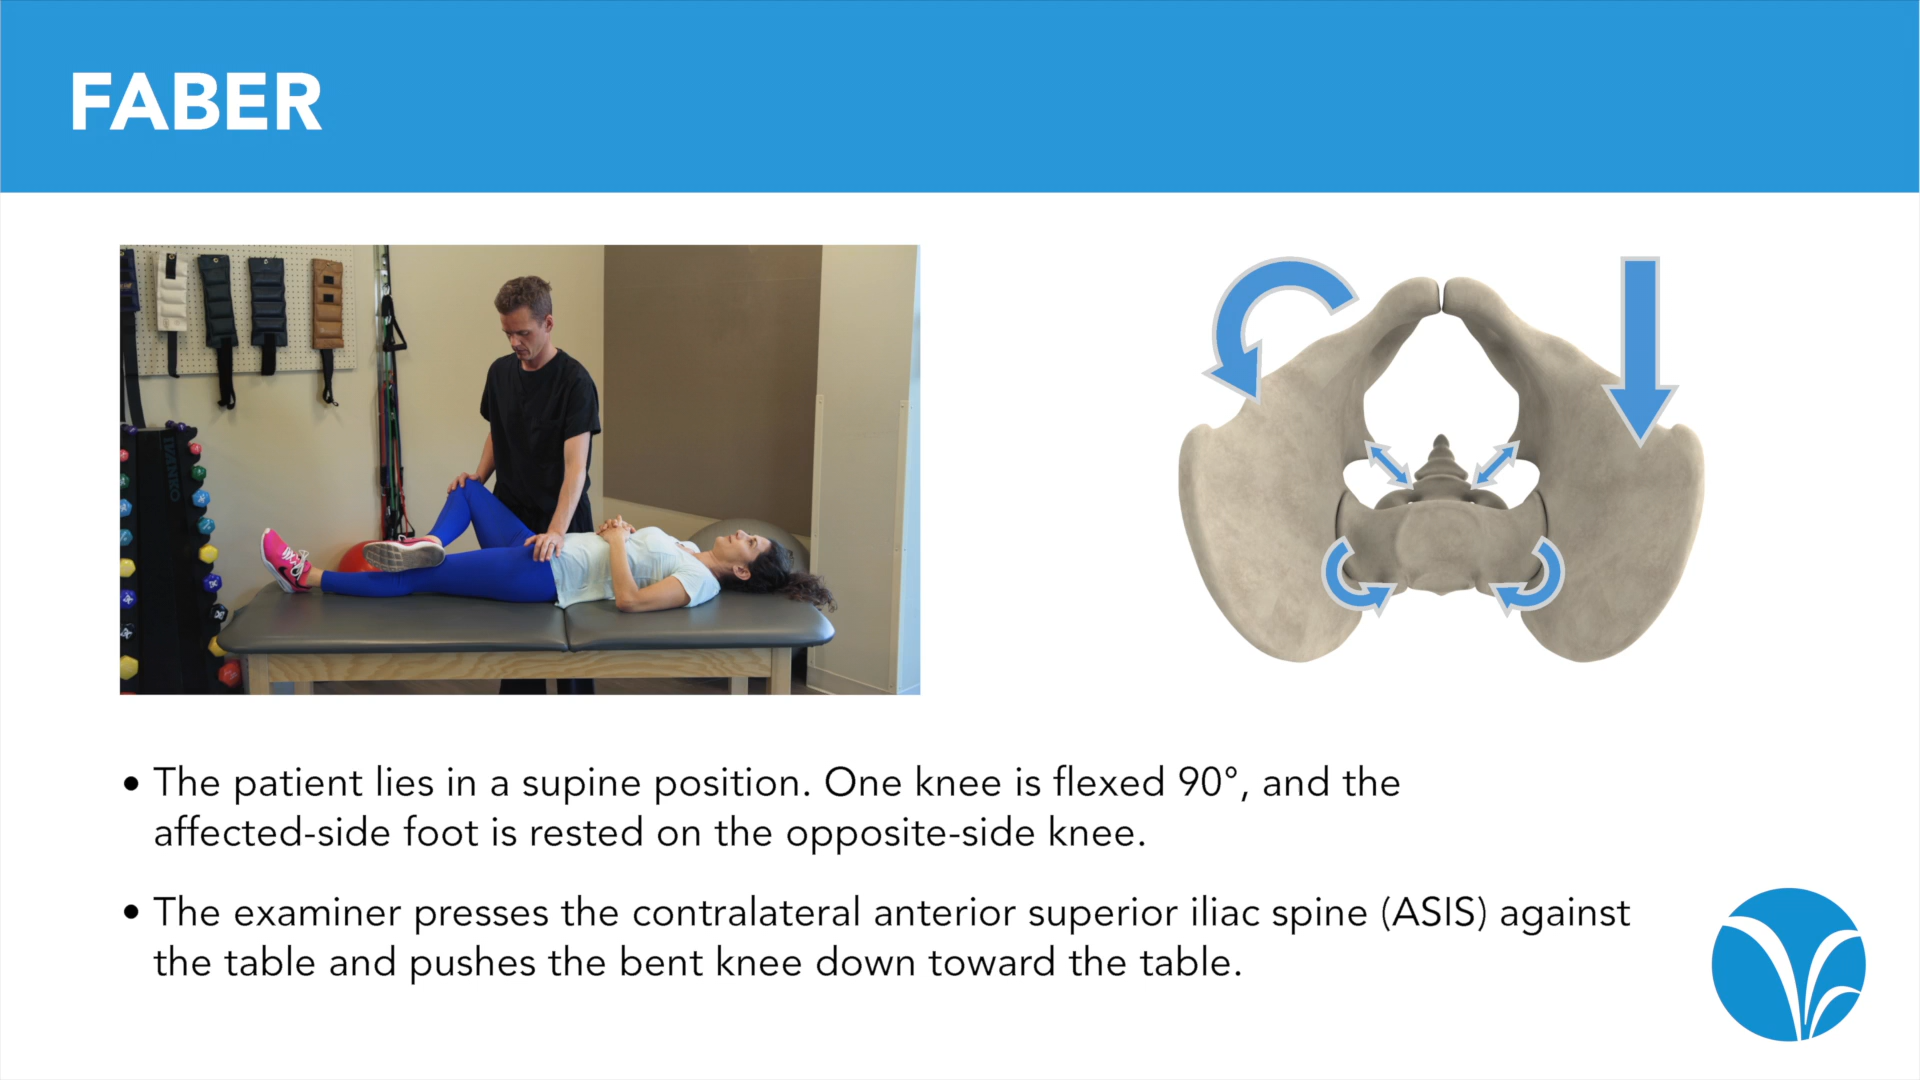 FABER
IVANKO
• The patient lies in a supine position. One knee is flexed 90°, and the
affected-side foot is rested on the opposite-side knee.
• The examiner presses the contralateral anterior superior iliac spine (ASIS) against
the table and pushes the bent knee down toward the table.